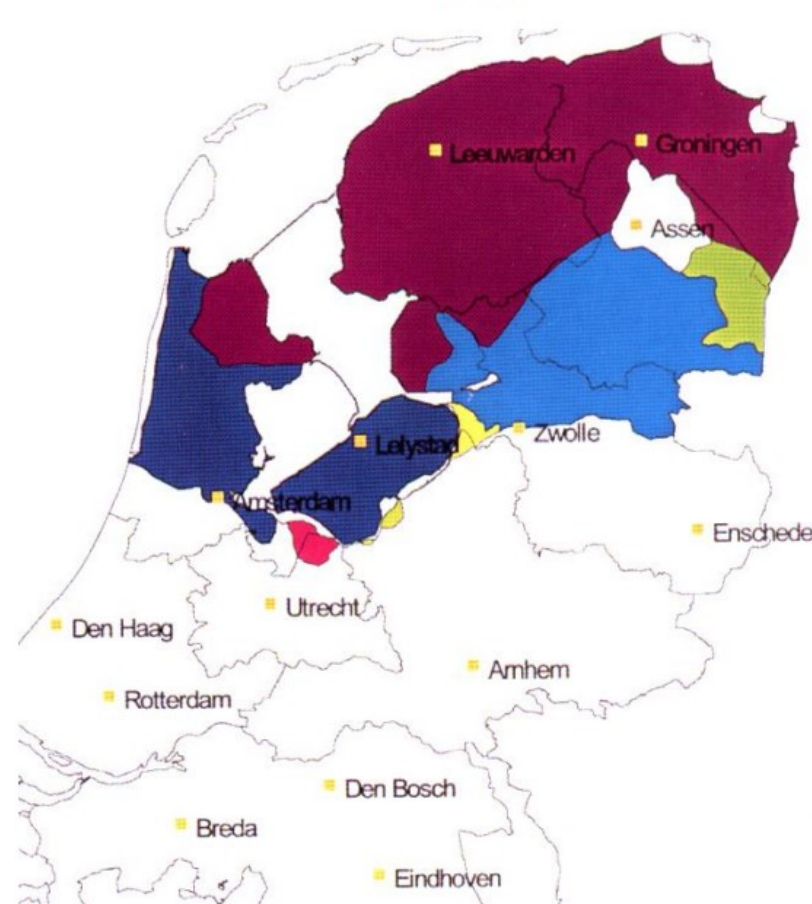 Leeuwarden
Groningen
Assen
Lelystad
Zwolle
Amsterdam
Enschede
Utrecht
Den Haag
Arnhem
Rotterdam
Den Bosch
Breda
Eindhoven